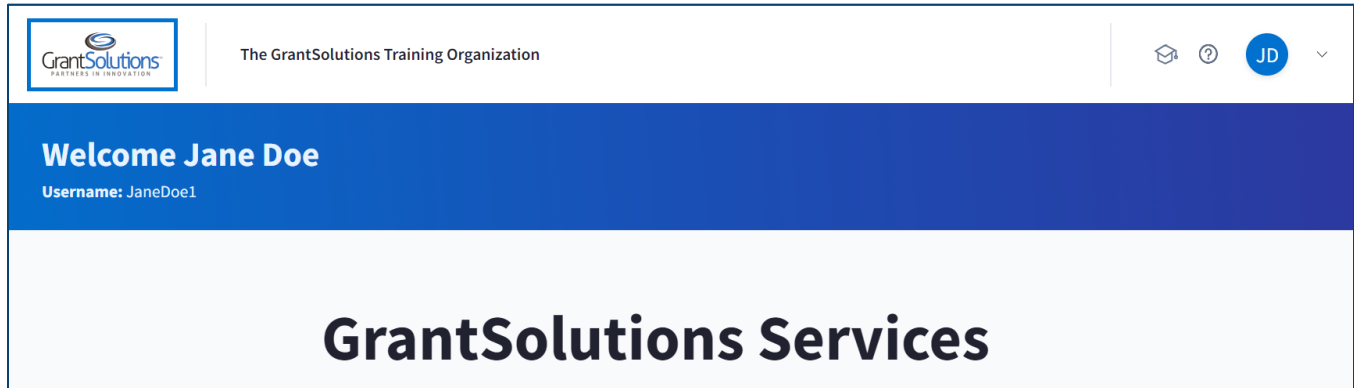 GrantSolutions
PARTNERS IN INNOVATION
The GrantSolutions Training Organization
JD
Welcome Jane Doe
Username: JaneDoe1
GrantSolutions Services